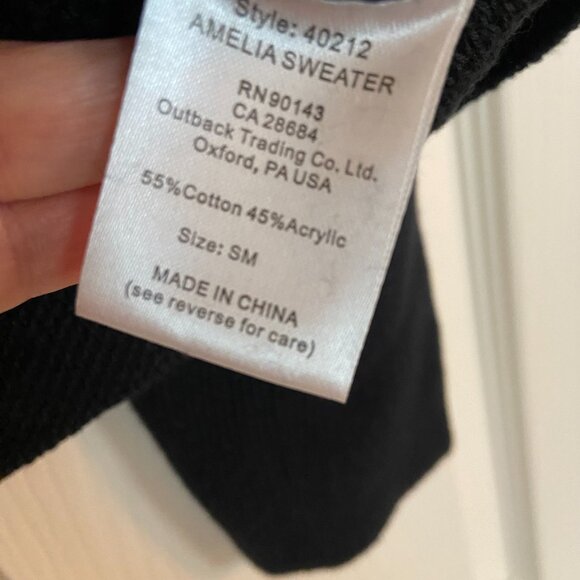 Style: 40212
AMELIA SWEATER
RN90143
CA 28684
Outback Trading Co. Ltd.
Oxford, PA USA
55%Cotton 45%Acrylic
Size: SM
MADE IN CHINA
(see reverse for care)